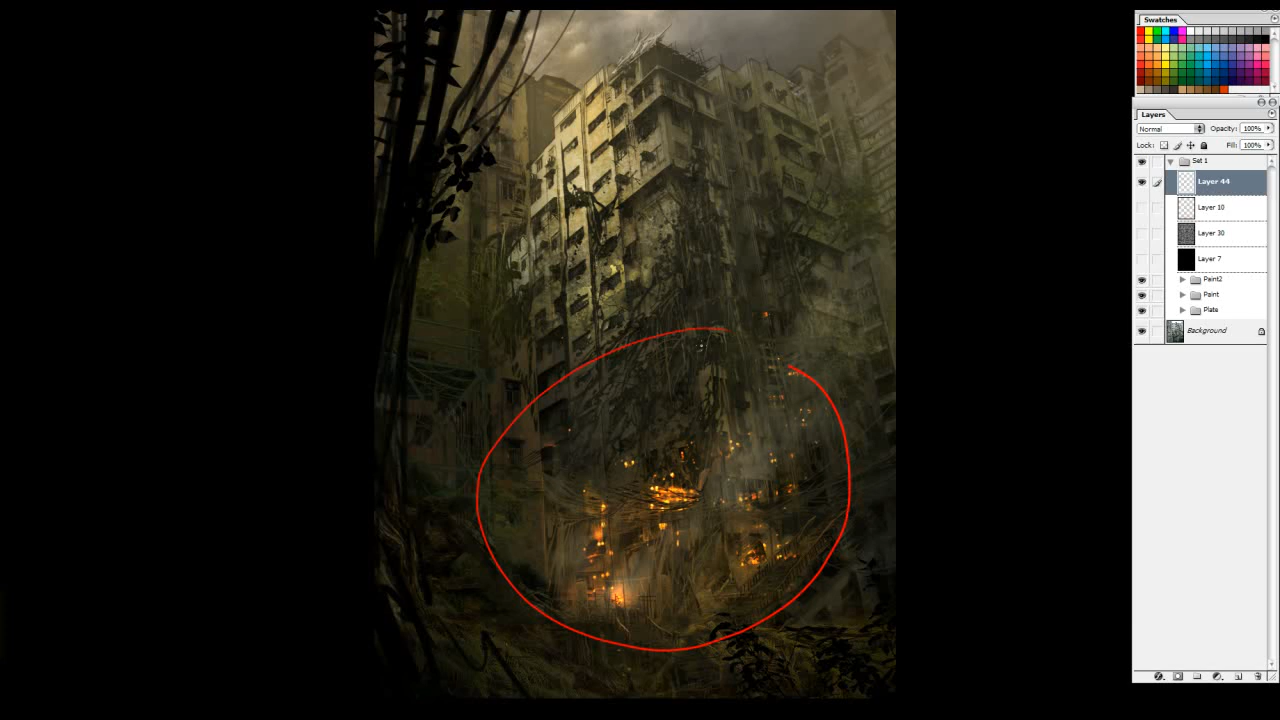 Swatches
Layers
Normal Opacity: 100%
Lock: Fill: 100%
Set 1
Layer 44
Layer 10
Layer 30
Layer 7
Paint2
Paint
Plate
Background